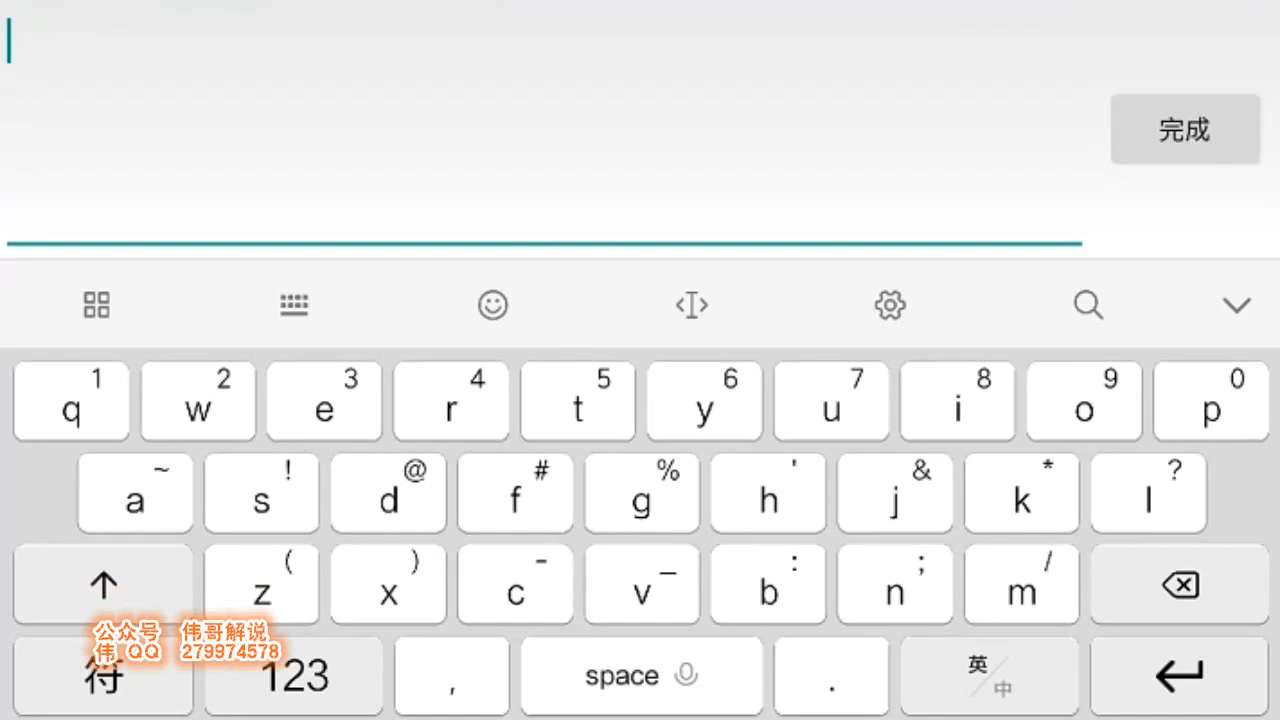 完成
1 2 3 4 5 6 7 8 9 0
q w e r t y u i o p
~ ! @ # % ' & * ?
a s d f g h j k l
( ) - _ : ; /
z x c v b n m
公众号 伟哥解说
伟 QQ 279974578
符 123 , space . 英/中